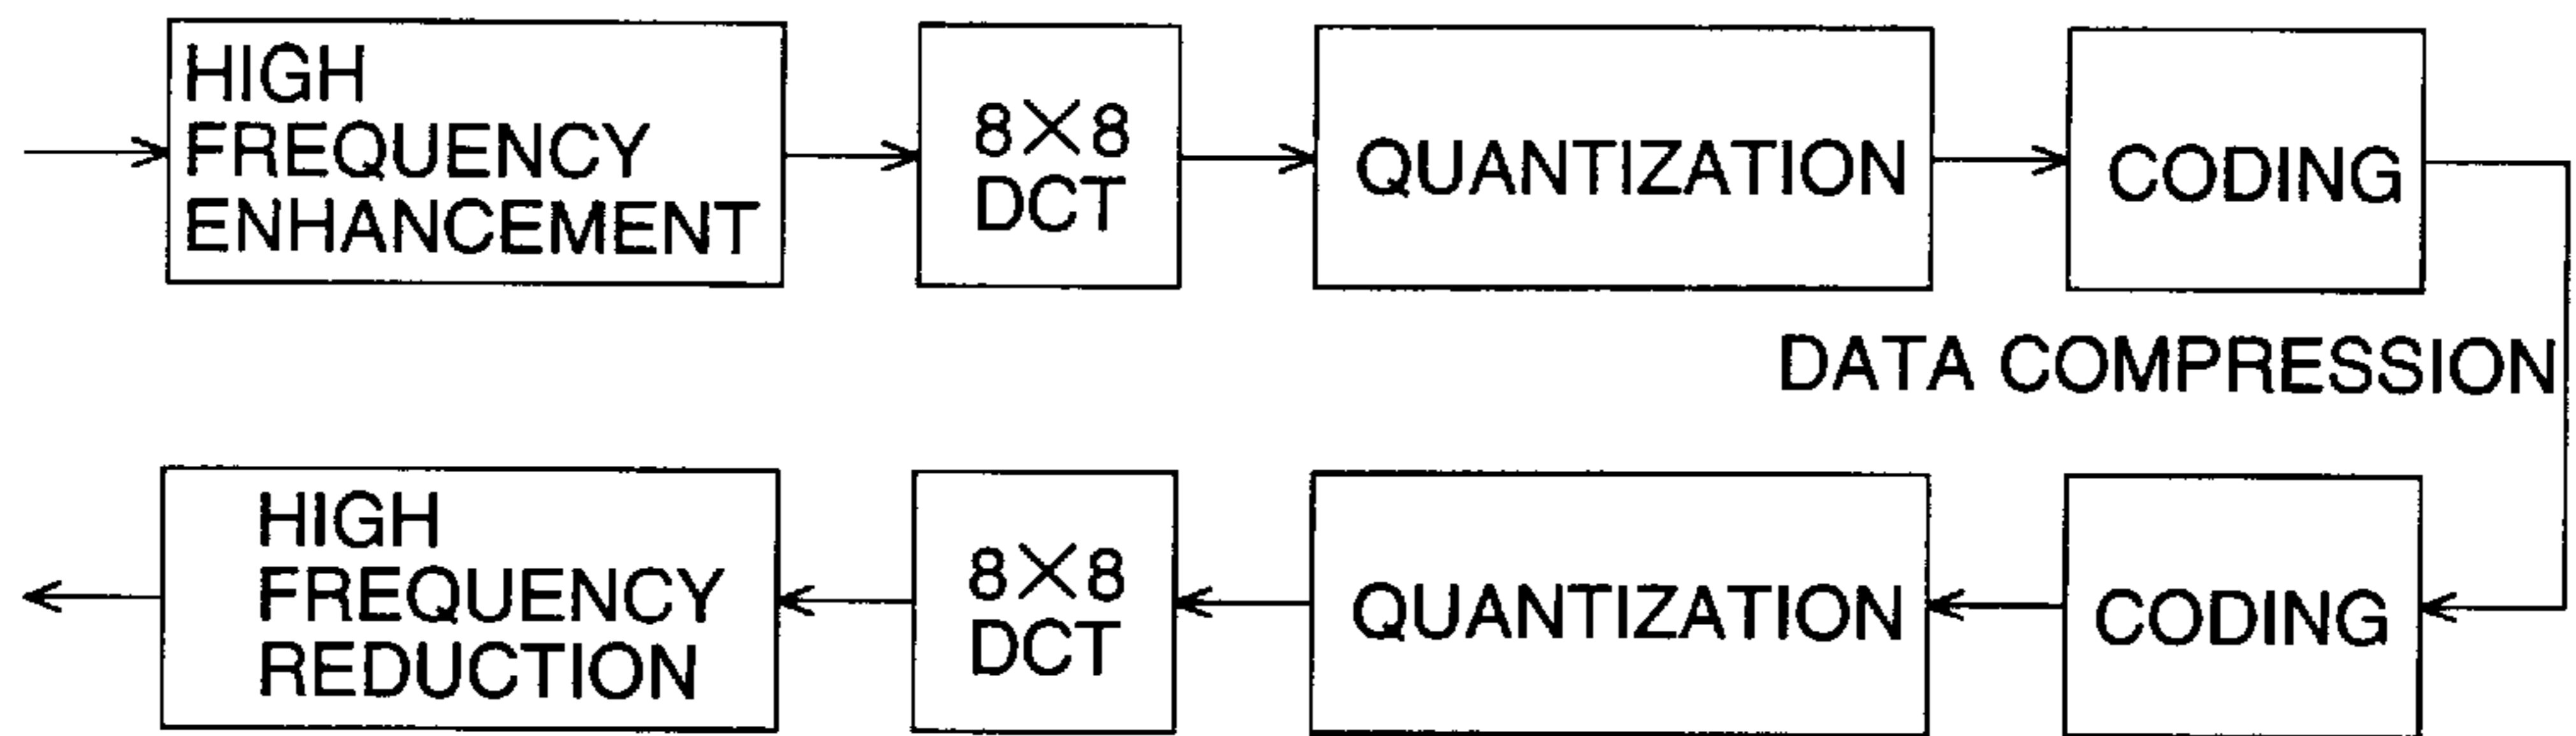 HIGH
FREQUENCY
ENHANCEMENT
8×8
DCT
QUANTIZATION
CODING
DATA COMPRESSION
HIGH
FREQUENCY
REDUCTION
8×8
DCT
QUANTIZATION
CODING